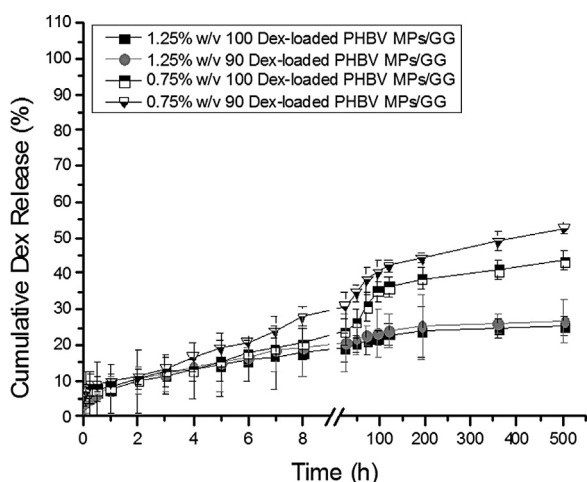 110
100
90
80
70
60
50
40
30
20
10
0
Cumulative Dex Release (%)
1.25% w/v 100 Dex-loaded PHBV MPs/GG
1.25% w/v 90 Dex-loaded PHBV MPs/GG
0.75% w/v 100 Dex-loaded PHBV MPs/GG
0.75% w/v 90 Dex-loaded PHBV MPs/GG
0 2 4 6 8 100 200 300 400 500
Time (h)